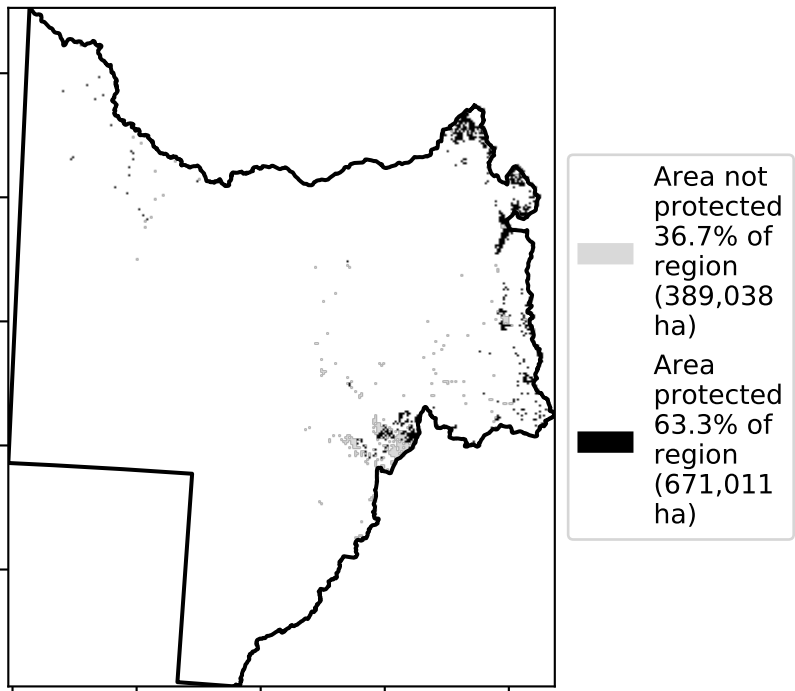 Area not
protected
36.7% of
region
(389,038
ha)
Area
protected
63.3% of
region
(671,011
ha)